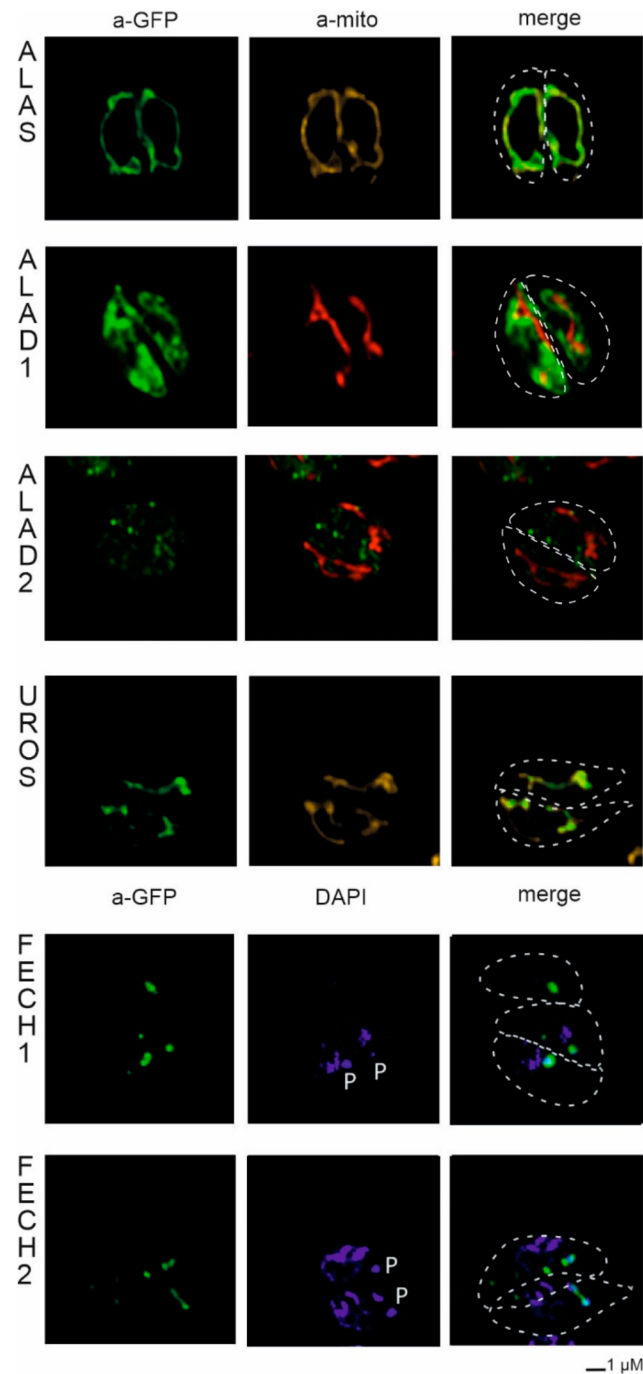 a-GFP a-mito merge
ALAS
ALAD1
ALAD2
UROS
a-GFP DAPI merge
FECH1
P P
FECH2
P
P
1 µM